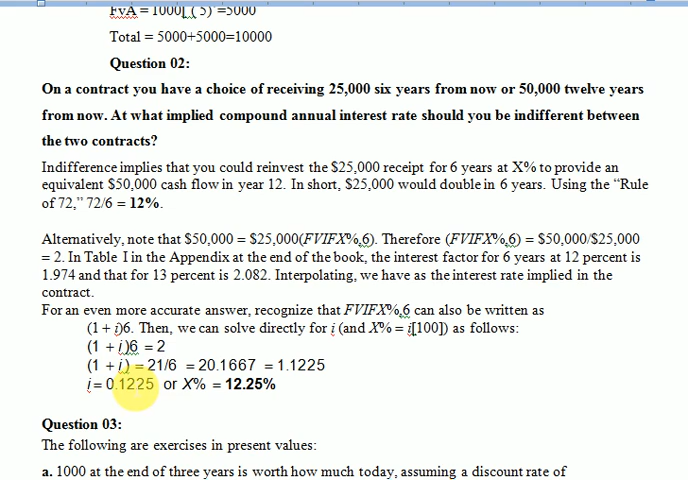 FvA = 1000[ ( 5) =5000
Total = 5000+5000=10000
Question 02:
On a contract you have a choice of receiving 25,000 six years from now or 50,000 twelve years
from now. At what implied compound annual interest rate should you be indifferent between
the two contracts?
Indifference implies that you could reinvest the $25,000 receipt for 6 years at X% to provide an
equivalent $50,000 cash flow in year 12. In short, $25,000 would double in 6 years. Using the “Rule
of 72,” 72/6 = 12%.
Alternatively, note that $50,000 = $25,000(FVIFX%,6). Therefore (FVIFX%,6) = $50,000/$25,000
= 2. In Table I in the Appendix at the end of the book, the interest factor for 6 years at 12 percent is
1.974 and that for 13 percent is 2.082. Interpolating, we have as the interest rate implied in the
contract.
For an even more accurate answer, recognize that FVIFX%,6 can also be written as
(1 + i)6. Then, we can solve directly for i (and X% = i[100]) as follows:
(1 + i)6 = 2
(1 + i) = 21/6 = 20.1667 = 1.1225
i = 0.1225 or X% = 12.25%
Question 03:
The following are exercises in present values:
a. 1000 at the end of three years is worth how much today, assuming a discount rate of